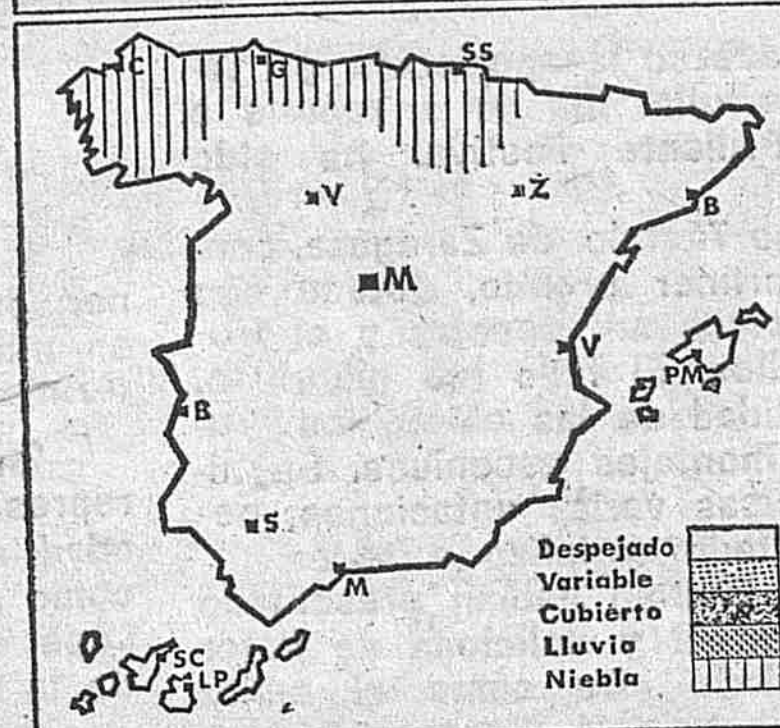 C
G
SS
V
Z
B
M
V
PM
B
S
M
SC
LP
Despejado
Variable
Cubierto
Lluvia
Niebla